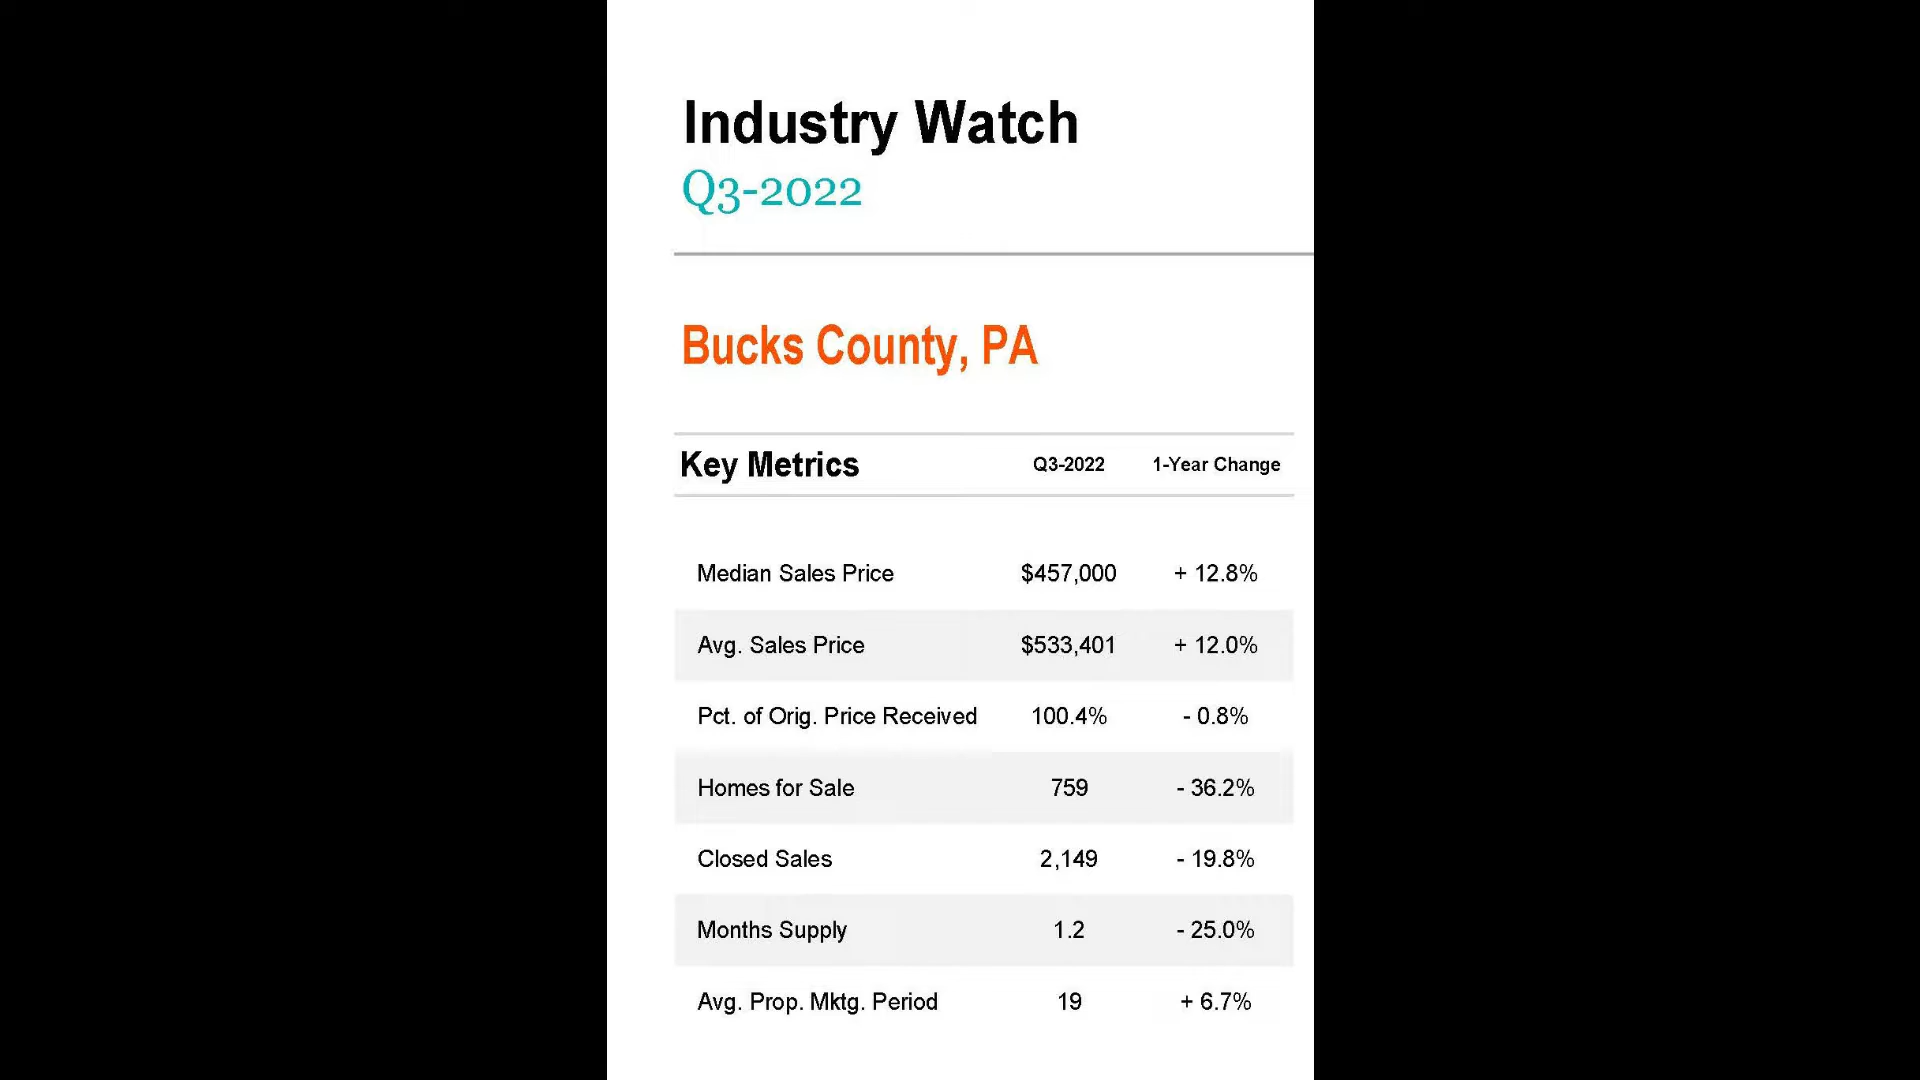 Industry Watch
Q3-2022
Bucks County, PA
Key Metrics Q3-2022 1-Year Change
Median Sales Price $457,000 + 12.8%
Avg. Sales Price $533,401 + 12.0%
Pct. of Orig. Price Received 100.4% - 0.8%
Homes for Sale 759 - 36.2%
Closed Sales 2,149 - 19.8%
Months Supply 1.2 - 25.0%
Avg. Prop. Mktg. Period 19 + 6.7%